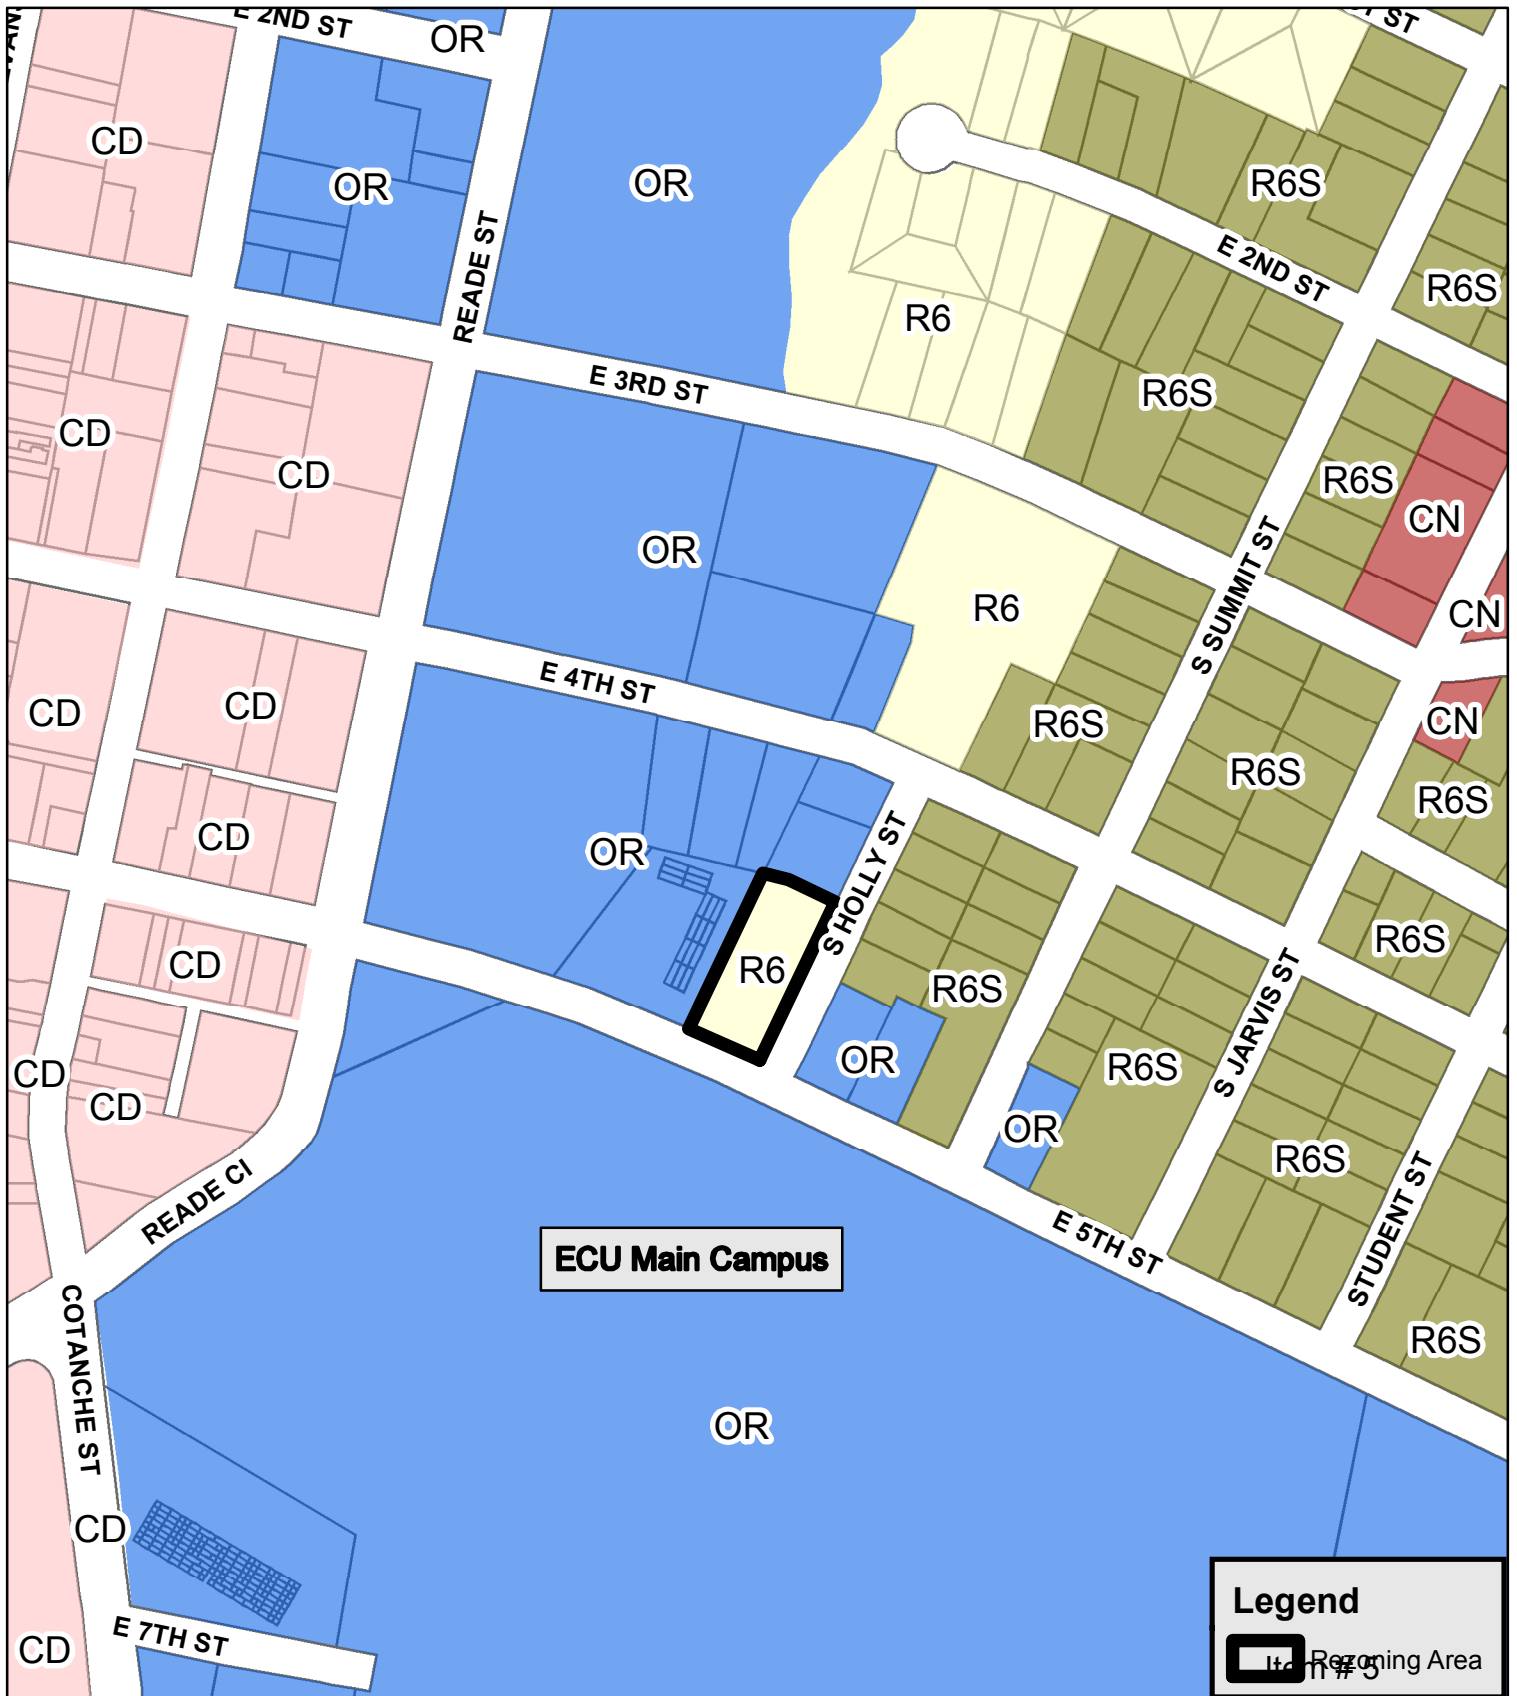 E 2ND ST
OR
ST
CD
OR
OR
R6S
READE ST
E 2ND ST
R6S
R6
E 3RD ST
R6S
CD
CD
R6S
CN
OR
S SUMMIT ST
R6
CN
E 4TH ST
CD
CD
R6S
CN
R6S
R6S
CD
OR
S HOLLY ST
R6S
CD
R6
R6S
S JARVIS ST
OR
R6S
CD
CD
OR
R6S
READE CI
E 5TH ST
STUDENT ST
ECU Main Campus
COTANCHE ST
R6S
OR
CD
E 7TH ST
CD
Legend
Rezoning Area
Item # 5